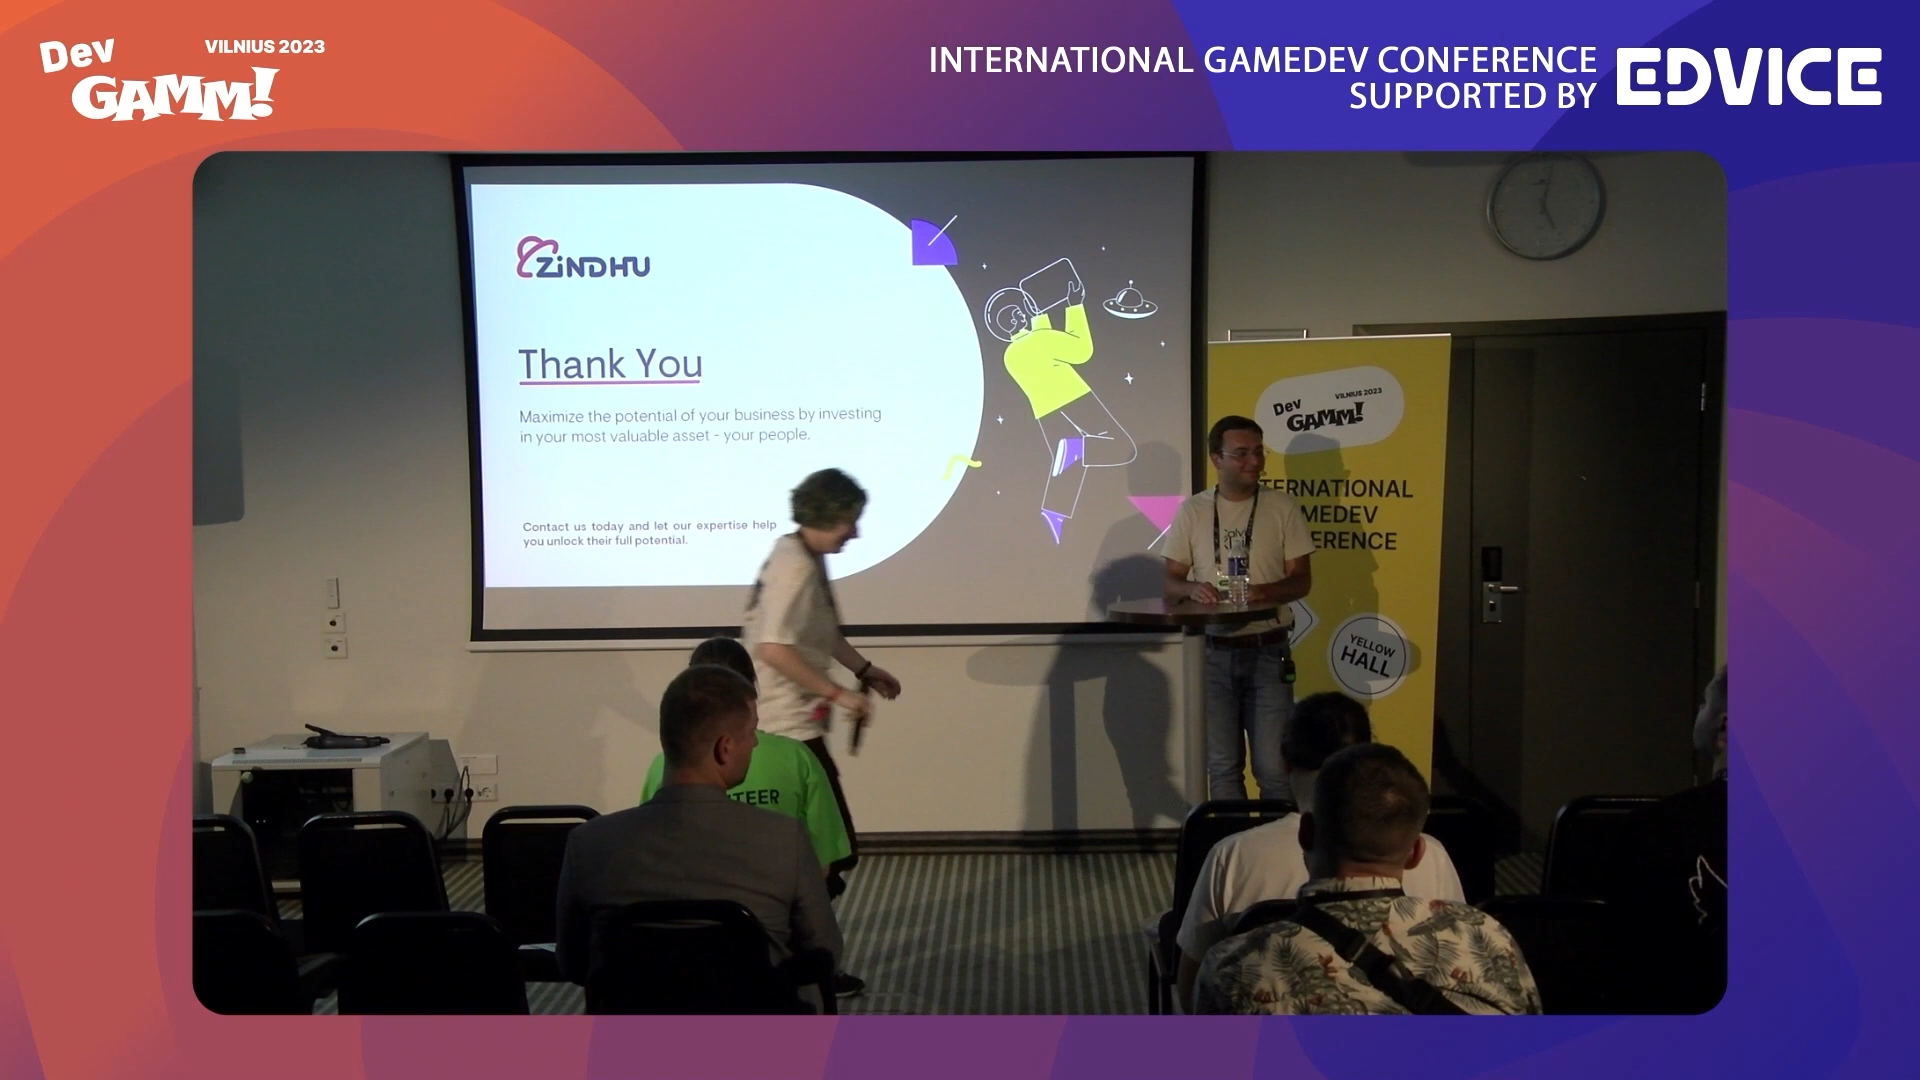 Dev
GAMM!
VILNIUS 2023
INTERNATIONAL GAMEDEV CONFERENCE
SUPPORTED BY
EDVICE
ZINDHU
Thank You
Maximize the potential of your business by investing
in your most valuable asset - your people.
Contact us today and let our expertise help
you unlock their full potential.
Dev
GAMM!
VILNIUS 2023
TERNATIONAL
MEDEV
ERENCE
YELLOW
HALL
TEER